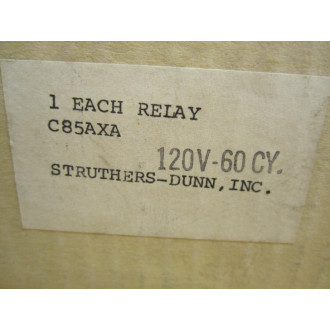 1 EACH RELAY
C85AXA
120V-60 CY.
STRUTHERS-DUNN, INC.